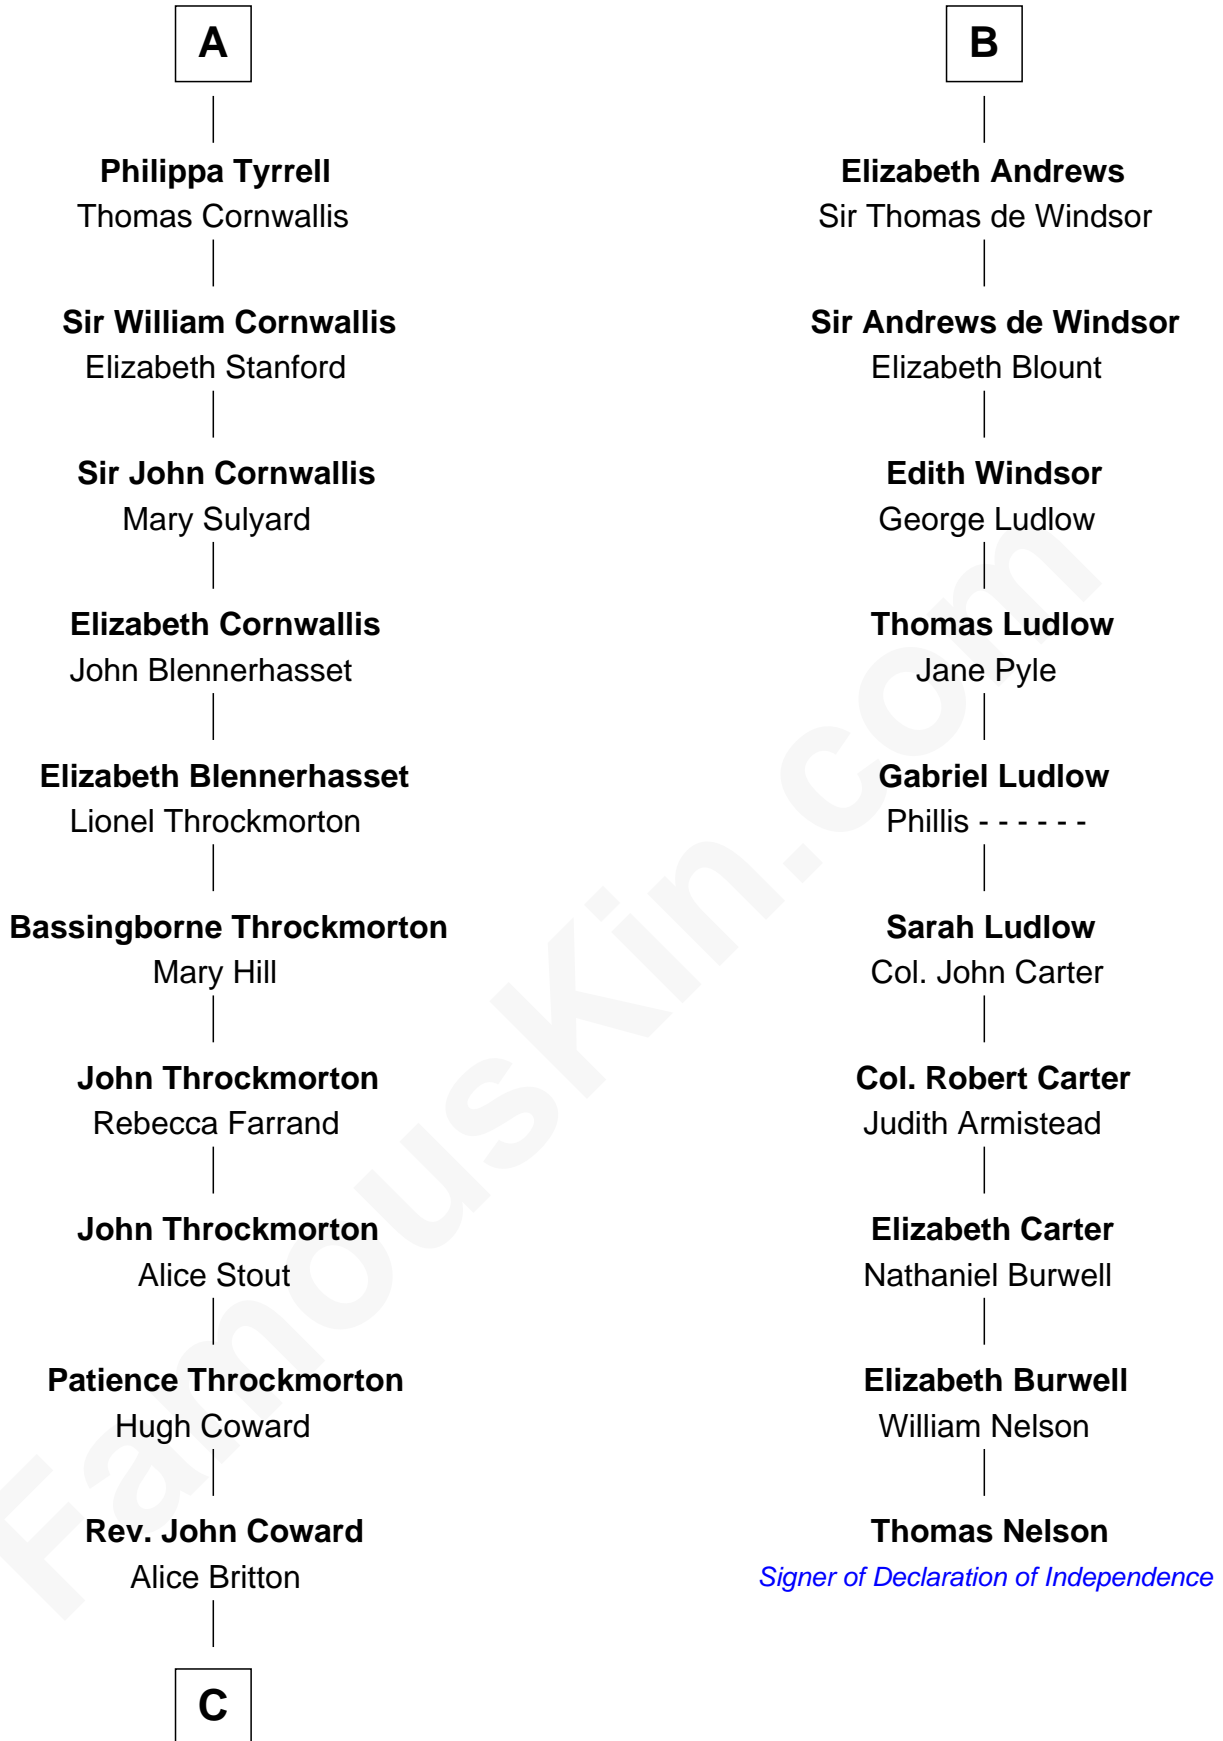 A
Philippa Tyrrell
Thomas Cornwallis
Sir William Cornwallis
Elizabeth Stanford
Sir John Cornwallis
Mary Sulyard
Elizabeth Cornwallis
John Blennerhasset
Elizabeth Blennerhasset
Lionel Throckmorton
Bassingborne Throckmorton
Mary Hill
John Throckmorton
Rebecca Farrand
John Throckmorton
Alice Stout
Patience Throckmorton
Hugh Coward
Rev. John Coward
Alice Britton
C
B
Elizabeth Andrews
Sir Thomas de Windsor
Sir Andrews de Windsor
Elizabeth Blount
Edith Windsor
George Ludlow
Thomas Ludlow
Jane Pyle
Gabriel Ludlow
Phillis - - - - - -
Sarah Ludlow
Col. John Carter
Col. Robert Carter
Judith Armistead
Elizabeth Carter
Nathaniel Burwell
Elizabeth Burwell
William Nelson
Thomas Nelson
Signer of Declaration of Independence
FamousKin.com